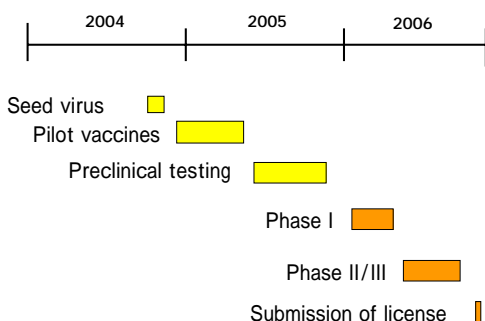 2004 2005 2006
Seed virus
Pilot vaccines
Preclinical testing
Phase I
Phase II/III
Submission of license